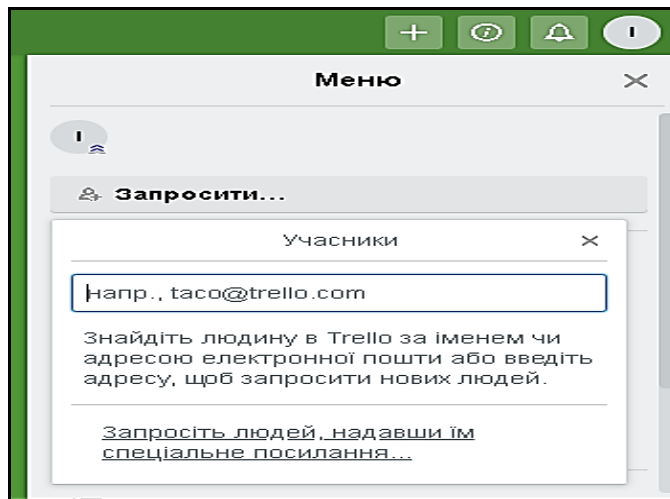 I
Меню
I
Запросити...
Учасники
напр., taco@trello.com
Знайдіть людину в Trello за іменем чи
адресою електронної пошти або введіть
адресу, щоб запросити нових людей.
Запросіть людей, надавши їм
спеціальне посилання...